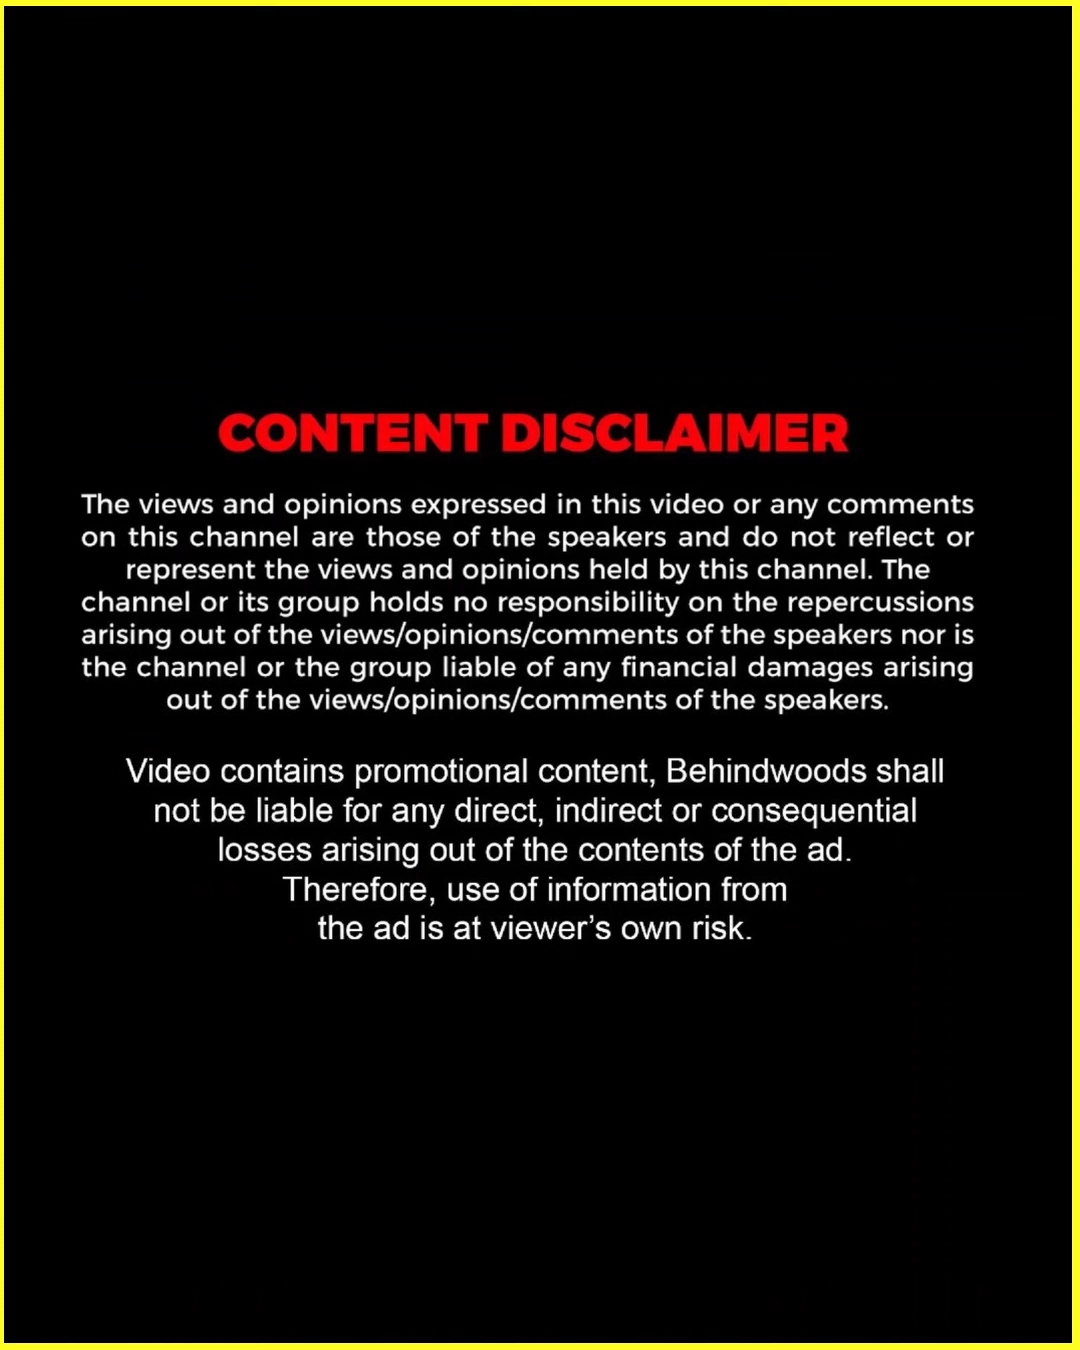 CONTENT DISCLAIMER
The views and opinions expressed in this video or any comments
on this channel are those of the speakers and do not reflect or
represent the views and opinions held by this channel. The
channel or its group holds no responsibility on the repercussions
arising out of the views/opinions/comments of the speakers nor is
the channel or the group liable of any financial damages arising
out of the views/opinions/comments of the speakers.
Video contains promotional content, Behindwoods shall
not be liable for any direct, indirect or consequential
losses arising out of the contents of the ad.
Therefore, use of information from
the ad is at viewer’s own risk.